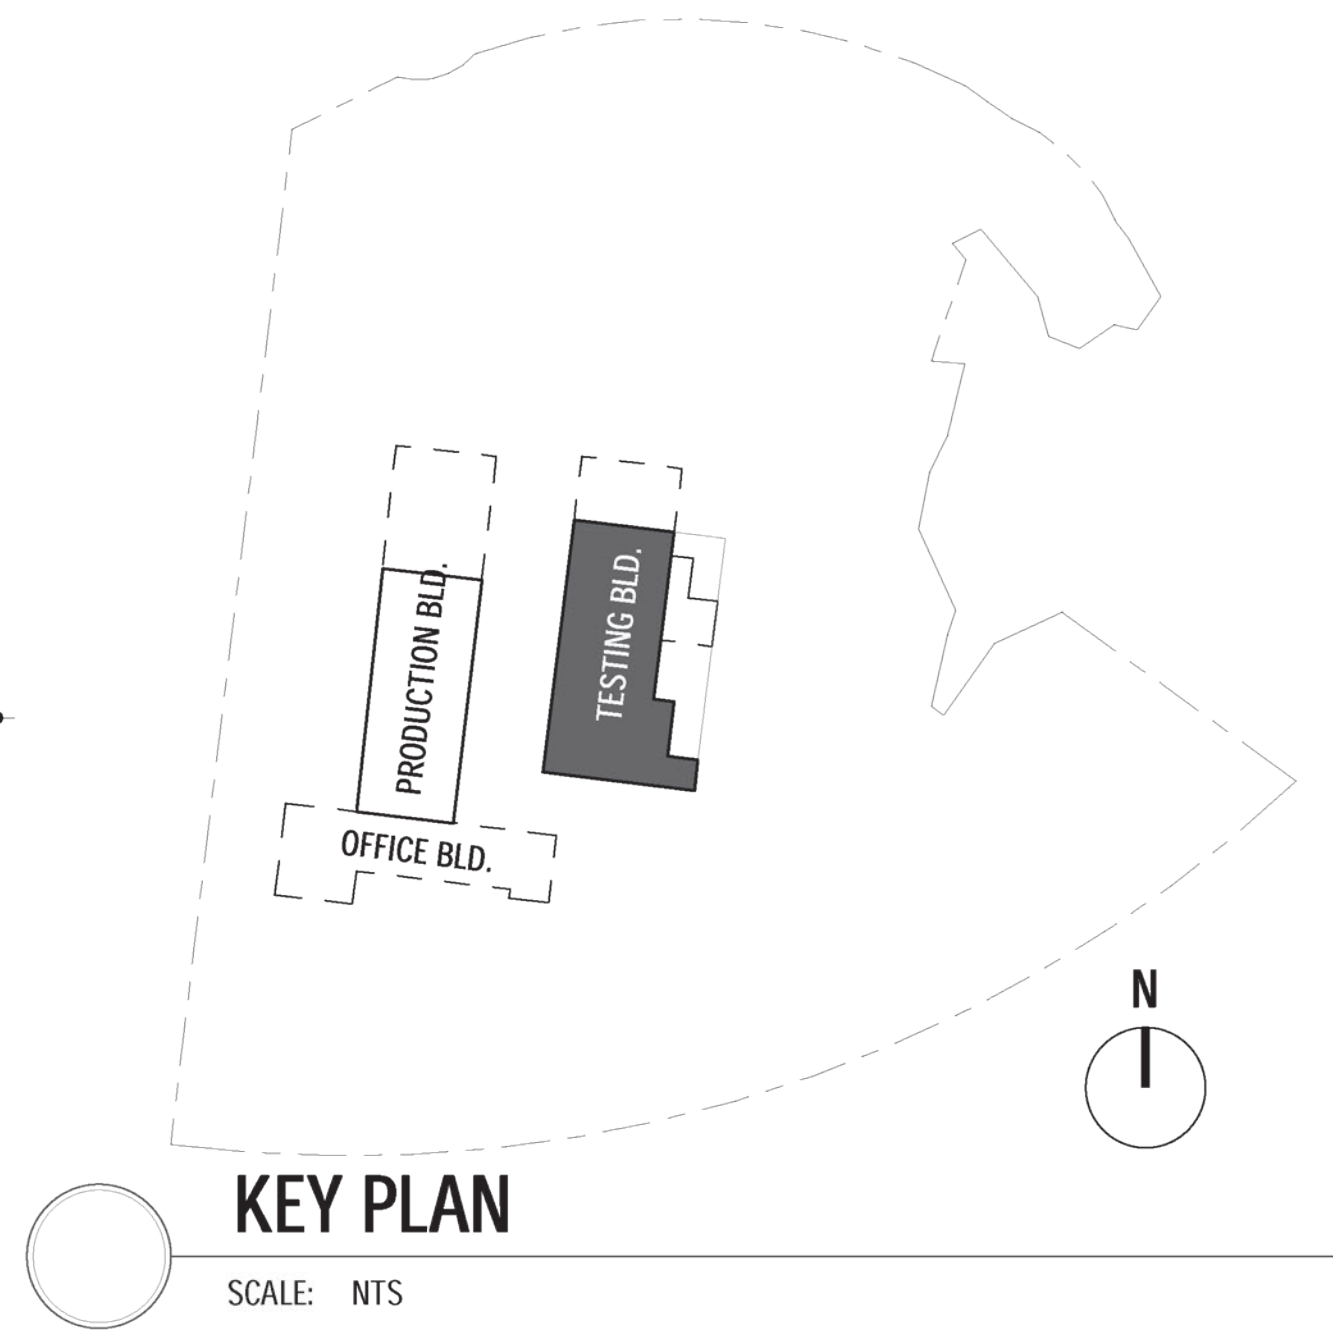 TESTING BLD.
PRODUCTION BLD.
OFFICE BLD.
N
KEY PLAN
SCALE: NTS